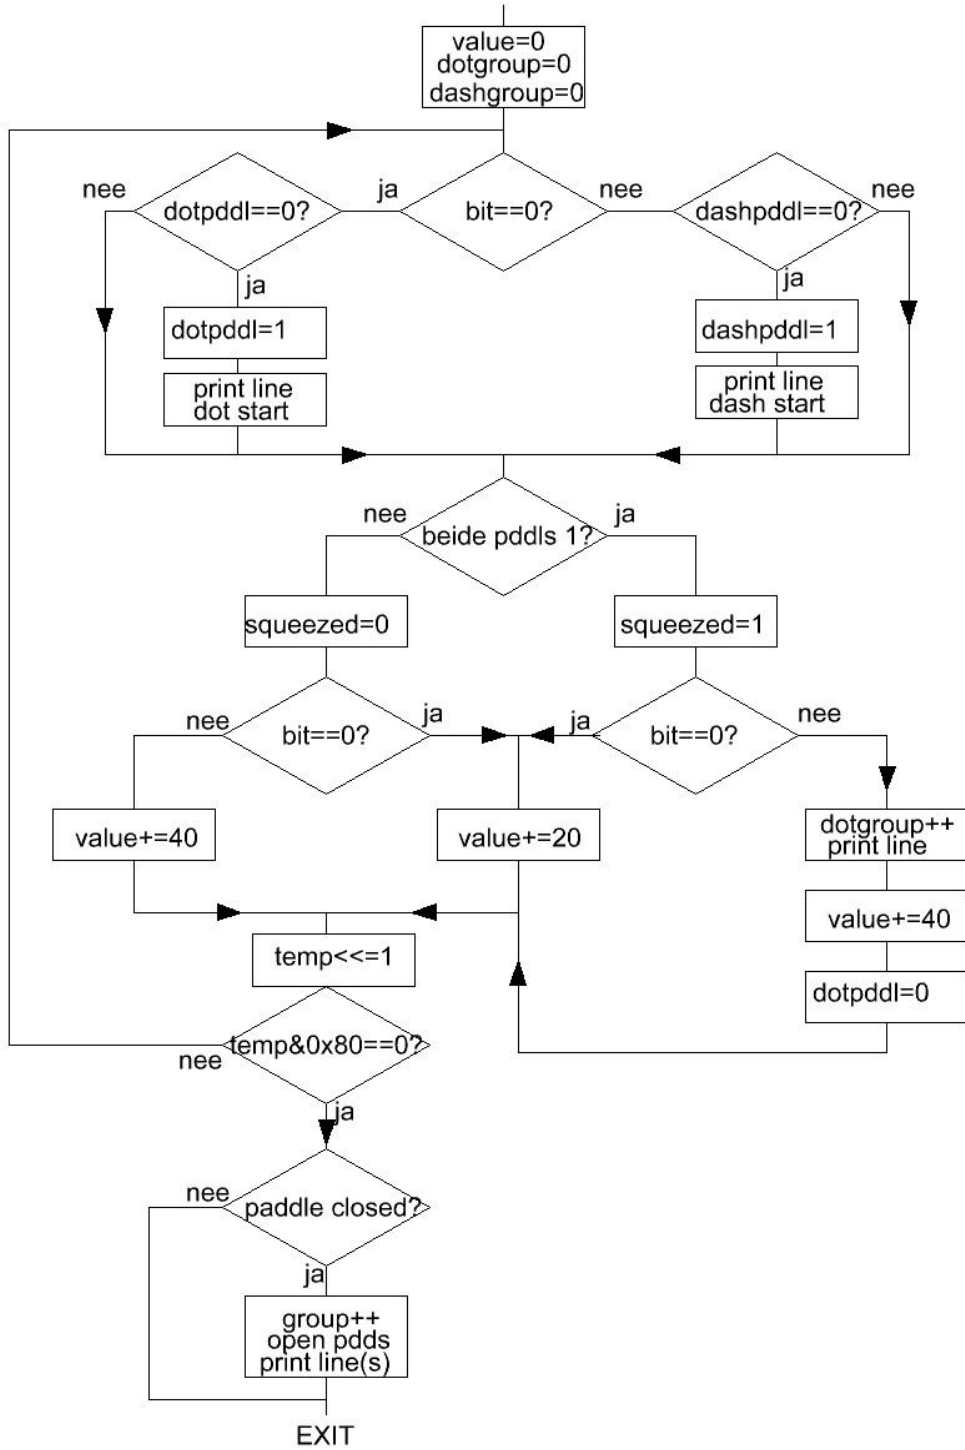 value=0
dotgroup=0
dashgroup=0
nee
dotpddl==0?
ja
bit==0?
nee
dashpddl==0?
nee
ja
ja
dotpddl=1
dashpddl=1
print line
dot start
print line
dash start
nee
beide pddls 1?
ja
squeezed=0
squeezed=1
nee
bit==0?
ja
ja
bit==0?
nee
value+=40
value+=20
dotgroup++
print line
value+=40
temp<<=1
dotpddl=0
nee
temp&0x80==0?
ja
nee
paddle closed?
ja
group++
open pdds
print line(s)
EXIT